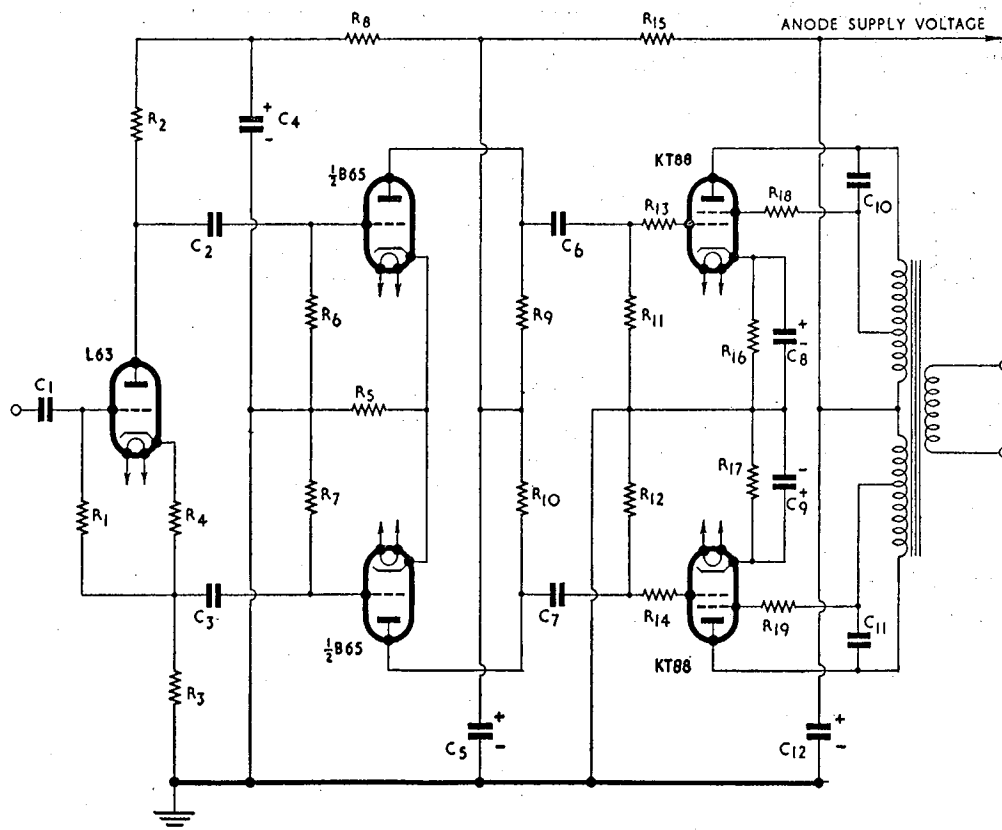 R8
R15
ANODE SUPPLY VOLTAGE
R2
+
C4
-
½B65
KT88
R18
C10
R13
C2
C6
R6
R9
R11
+
-
R16
C8
L63
C1
R5
R17
-
+
C9
R1
R4
R7
R10
R12
C3
C7
R14
R19
C11
½B65
KT88
R3
+
C5
-
+
C12
-